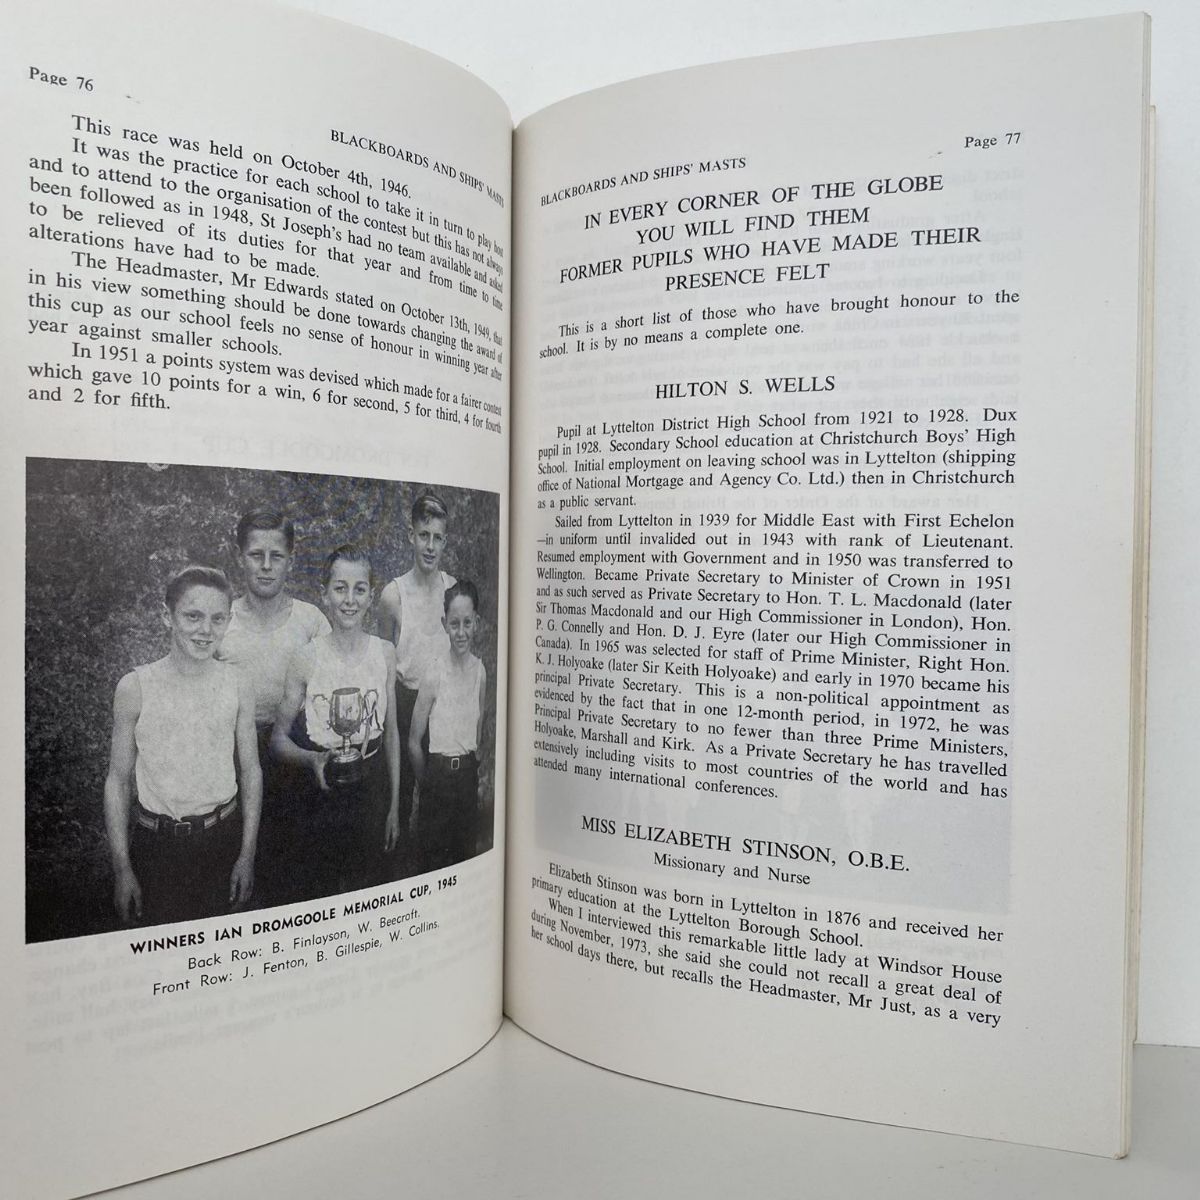 Page 76
BLACKBOARDS AND SHIPS' MASTS
This race was held on October 4th, 1946.
It was the practice for each school to take it in turn to play host
and to attend to the organisation of the contest but this has not always
been followed as in 1948, St Joseph's had no team available and asked
to be relieved of its duties for that year and from time to time
alterations have had to be made.
The Headmaster, Mr Edwards stated on October 13th, 1949, that
in his view something should be done towards changing the award of
this cup as our school feels no sense of honour in winning year after
year against smaller schools.
In 1951 a points system was devised which made for a fairer contest
which gave 10 points for a win, 6 for second, 5 for third, 4 for fourth
and 2 for fifth.
WINNERS IAN DROMGOOLE MEMORIAL CUP, 1945
Back Row: B. Finlayson, W. Beecroft.
Front Row: J. Fenton, B. Gillespie, W. Collins.
Page 77
BLACKBOARDS AND SHIPS' MASTS
IN EVERY CORNER OF THE GLOBE
YOU WILL FIND THEM
FORMER PUPILS WHO HAVE MADE THEIR
PRESENCE FELT
This is a short list of those who have brought honour to the
school. It is by no means a complete one.
HILTON S. WELLS
Pupil at Lyttelton District High School from 1921 to 1928. Dux
pupil in 1928. Secondary School education at Christchurch Boys' High
School. Initial employment on leaving school was in Lyttelton (shipping
office of National Mortgage and Agency Co. Ltd.) then in Christchurch
as a public servant.
Sailed from Lyttelton in 1939 for Middle East with First Echelon
—in uniform until invalided out in 1943 with rank of Lieutenant.
Resumed employment with Government and in 1950 was transferred to
Wellington. Became Private Secretary to Minister of Crown in 1951
and as such served as Private Secretary to Hon. T. L. Macdonald (later
Sir Thomas Macdonald and our High Commissioner in London), Hon.
P. G. Connelly and Hon. D. J. Eyre (later our High Commissioner in
Canada). In 1965 was selected for staff of Prime Minister, Right Hon.
K. J. Holyoake (later Sir Keith Holyoake) and early in 1970 became his
principal Private Secretary. This is a non-political appointment as
evidenced by the fact that in one 12-month period, in 1972, he was
Principal Private Secretary to no fewer than three Prime Ministers,
Holyoake, Marshall and Kirk. As a Private Secretary he has travelled
extensively including visits to most countries of the world and has
attended many international conferences.
MISS ELIZABETH STINSON, O.B.E.
Missionary and Nurse
Elizabeth Stinson was born in Lyttelton in 1876 and received her
primary education at the Lyttelton Borough School.
When I interviewed this remarkable little lady at Windsor House
during November, 1973, she said she could not recall a great deal of
her school days there, but recalls the Headmaster, Mr Just, as a very